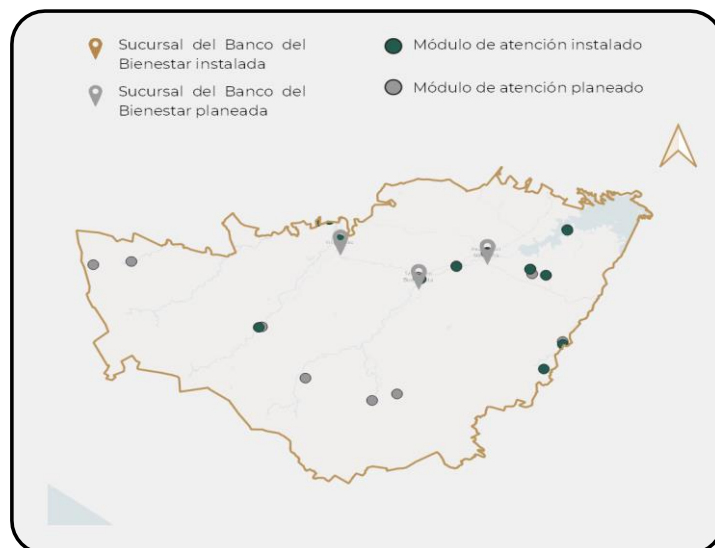 Sucursal del Banco del
Bienestar instalada
Sucursal del Banco del
Bienestar planeada
Módulo de atención instalado
Módulo de atención planeado